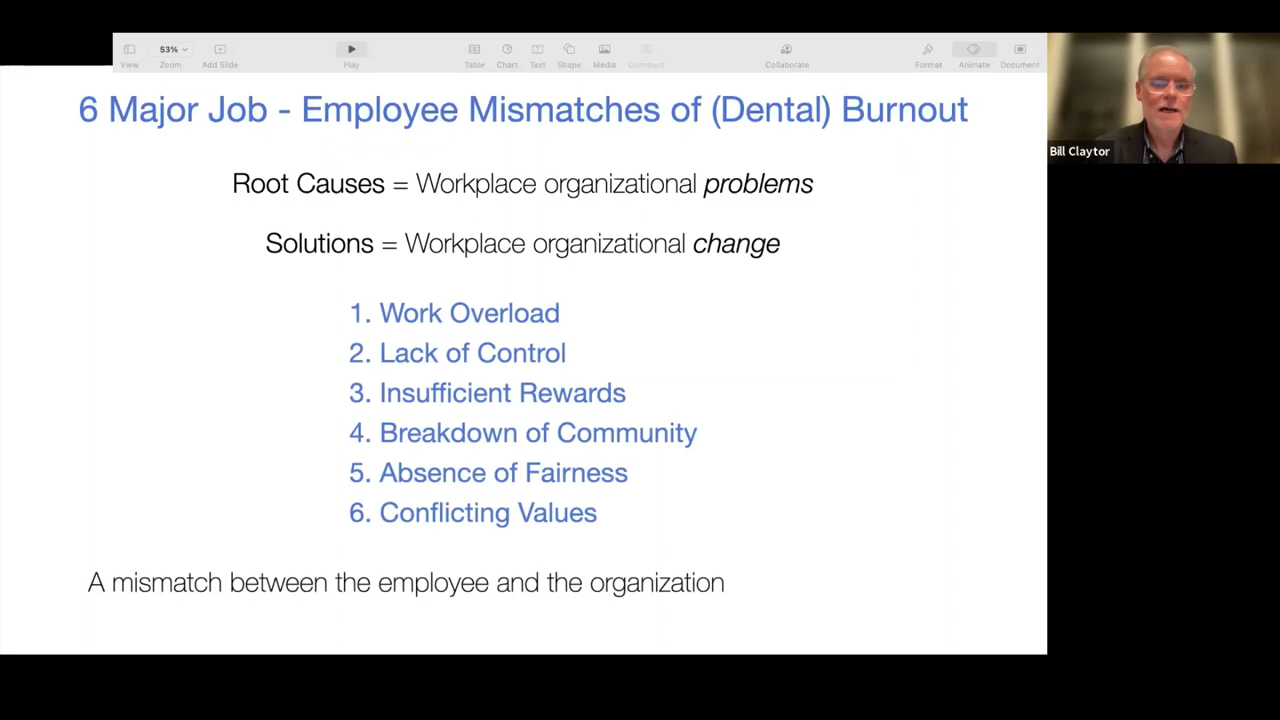 53%
View
Zoom
Add Slide
Play
Table
Chart
Text
Shape
Media
Comment
Collaborate
Format
Animate
Document
6 Major Job - Employee Mismatches of (Dental) Burnout
Bill Claytor
Root Causes = Workplace organizational problems
Solutions = Workplace organizational change
1. Work Overload
2. Lack of Control
3. Insufficient Rewards
4. Breakdown of Community
5. Absence of Fairness
6. Conflicting Values
A mismatch between the employee and the organization